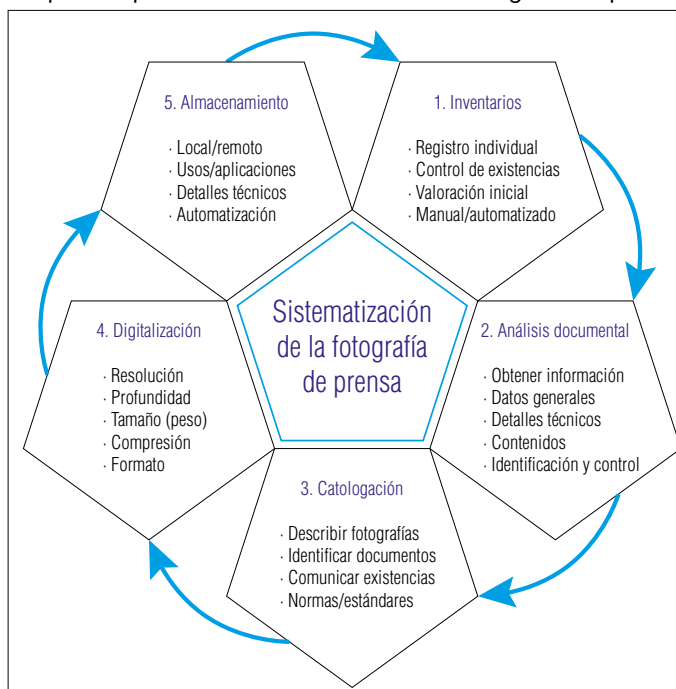 5. Almacenamiento
· Local/remoto
· Usos/aplicaciones
· Detalles técnicos
· Automatización
1. Inventarios
· Registro individual
· Control de existencias
· Valoración inicial
· Manual/automatizado
Sistematización
de la fotografía
de prensa
4. Digitalización
· Resolución
· Profundidad
· Tamaño (peso)
· Compresión
· Formato
2. Análisis documental
· Obtener información
· Datos generales
· Detalles técnicos
· Contenidos
· Identificación y control
3. Catologación
· Describir fotografías
· Identificar documentos
· Comunicar existencias
· Normas/estándares